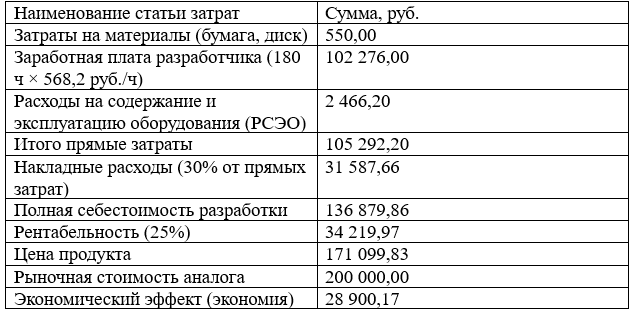 Наименование статьи затрат Сумма, руб.
Затраты на материалы (бумага, диск) 550,00
Заработная плата разработчика (180 102 276,00
ч × 568,2 руб./ч)
Расходы на содержание и 2 466,20
эксплуатацию оборудования (РСЭО)
Итого прямые затраты 105 292,20
Накладные расходы (30% от прямых 31 587,66
затрат)
Полная себестоимость разработки 136 879,86
Рентабельность (25%) 34 219,97
Цена продукта 171 099,83
Рыночная стоимость аналога 200 000,00
Экономический эффект (экономия) 28 900,17